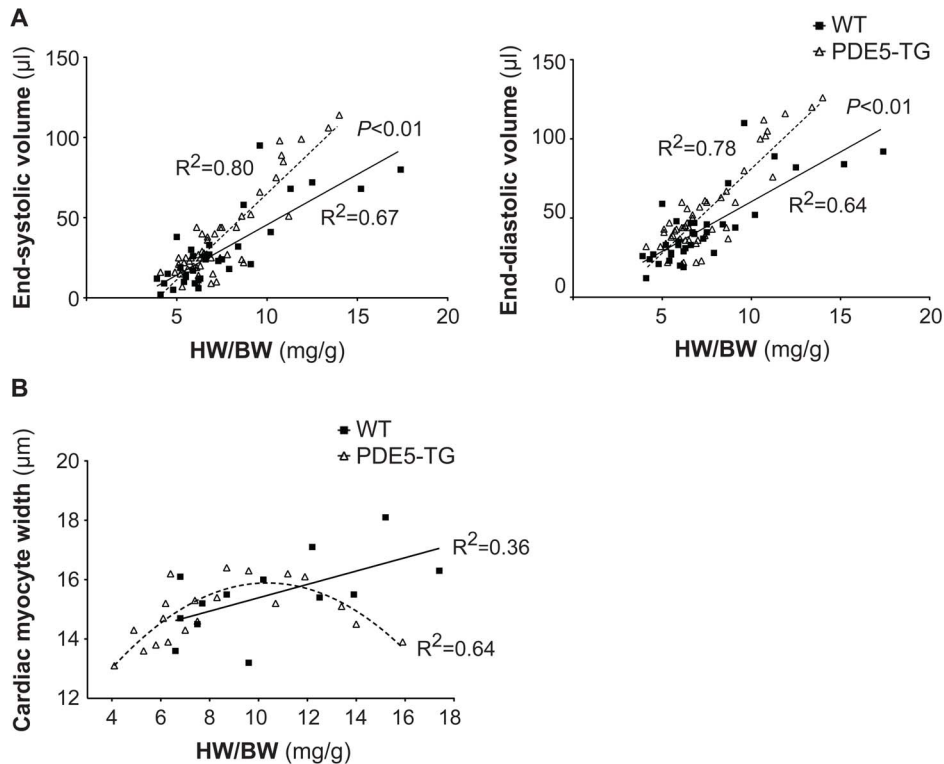 A
WT
PDE5-TG
End-systolic volume (µl)
150
100
50
0
5
10
15
20
HW/BW (mg/g)
R2=0.80
P<0.01
R2=0.67
End-diastolic volume (µl)
150
100
50
0
5
10
15
20
HW/BW (mg/g)
R2=0.78
P<0.01
R2=0.64
B
WT
PDE5-TG
Cardiac myocyte width (µm)
20
18
16
14
12
4
6
8
10
12
14
16
18
HW/BW (mg/g)
R2=0.36
R2=0.64